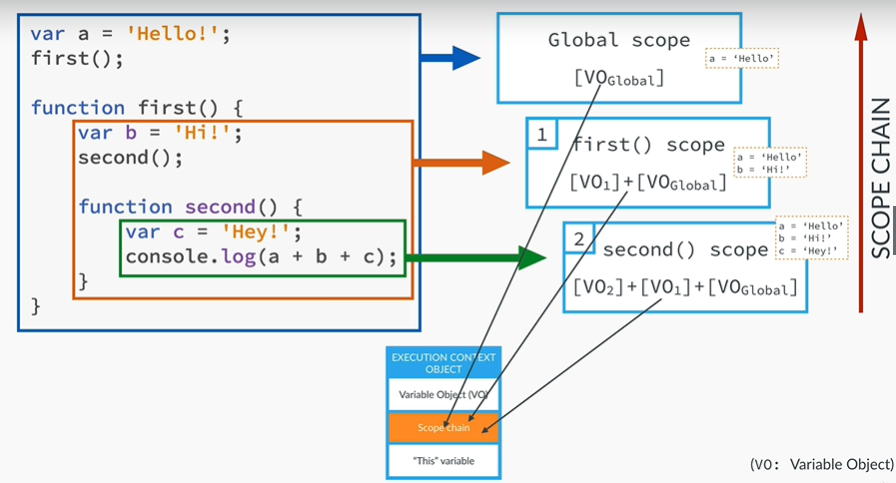 var a = 'Hello!';
first();
function first() {
var b = 'Hi!';
second();
function second() {
var c = 'Hey!';
console.log(a + b + c);
}
}
Global scope
[VOGlobal]
a = ‘Hello’
1
first() scope
[VO1]+[VOGlobal]
a = ‘Hello’
b = ‘Hi!’
2
second() scope
[VO2]+[VO1]+[VOGlobal]
a = ‘Hello’
b = ‘Hi!’
c = ‘Hey!’
SCOPE CHAIN
EXECUTION CONTEXT
OBJECT
Variable Object (VO)
Scope chain
“This” variable
(VO: Variable Object)